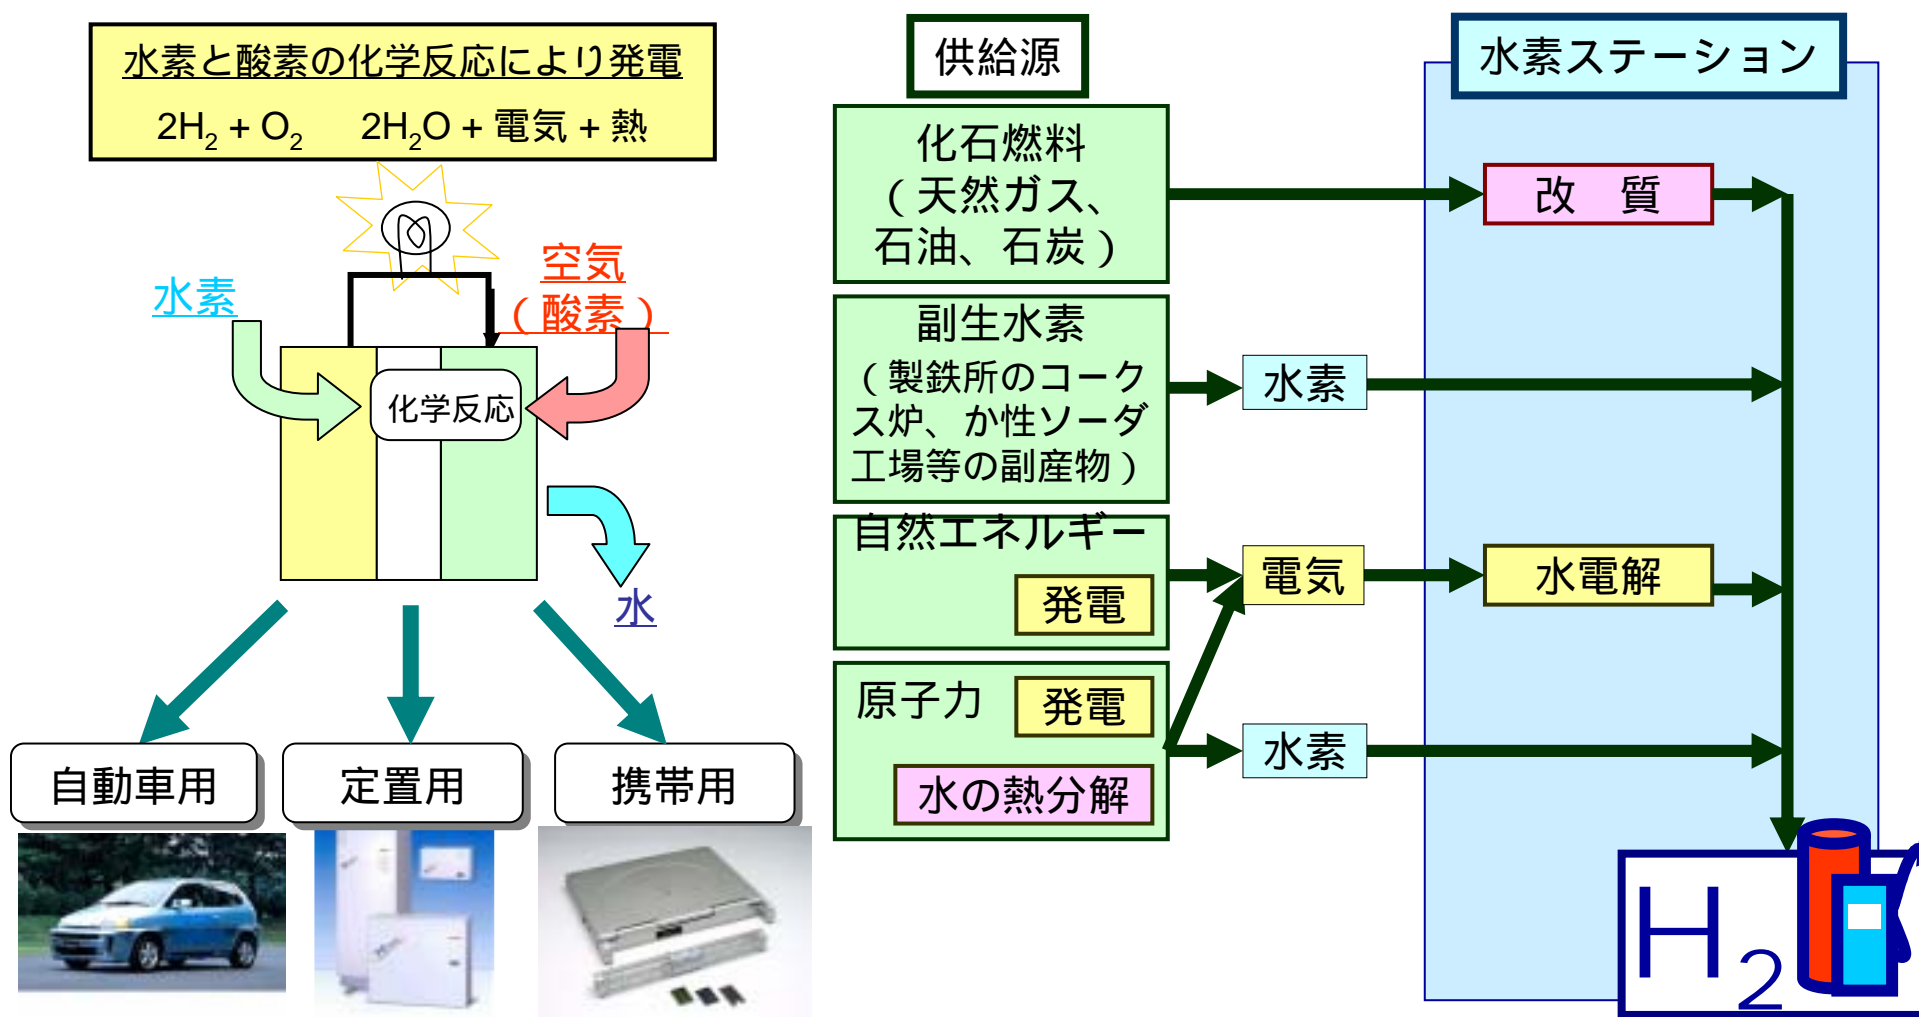 水素と酸素の化学反応により発電
2H₂ + O₂　2H₂O + 電気 + 熱
水素
空気
（酸素）
化学反応
水
自動車用
定置用
携帯用
供給源
化石燃料
（天然ガス、
石油、石炭）
副生水素
（製鉄所のコーク
ス炉、か性ソーダ
工場等の副産物）
水素
自然エネルギー
発電
電気
原子力
発電
水の熱分解
水素
水素ステーション
改　質
水電解
H₂